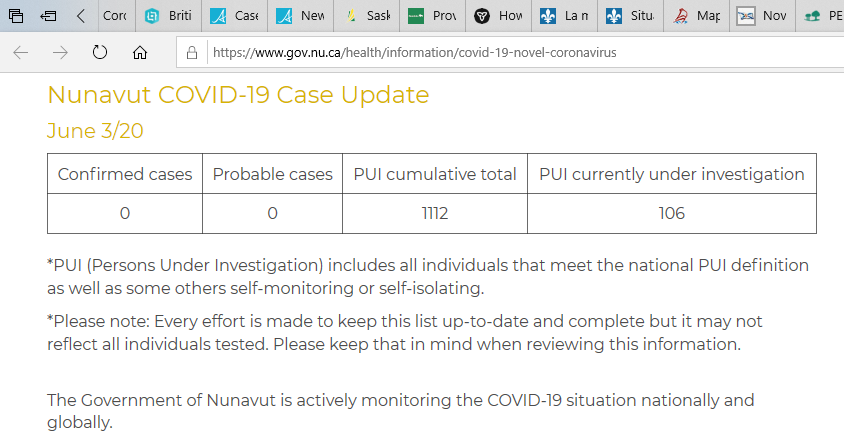 Coro
Briti
Case
New
Sask
Prov
How
La n
Situ
Map
Nov
PE
https://www.gov.nu.ca/health/information/covid-19-novel-coronavirus
Nunavut COVID-19 Case Update
June 3/20
Confirmed cases Probable cases PUI cumulative total PUI currently under investigation
0 0 1112 106
*PUI (Persons Under Investigation) includes all individuals that meet the national PUI definition
as well as some others self-monitoring or self-isolating.
*Please note: Every effort is made to keep this list up-to-date and complete but it may not
reflect all individuals tested. Please keep that in mind when reviewing this information.
The Government of Nunavut is actively monitoring the COVID-19 situation nationally and
globally.